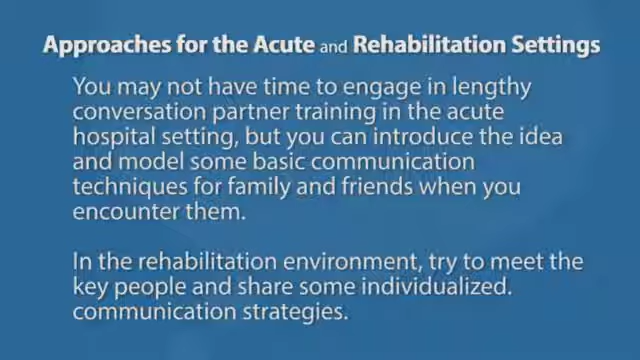 Approaches for the Acute and Rehabilitation Settings
You may not have time to engage in lengthy
conversation partner training in the acute
hospital setting, but you can introduce the idea
and model some basic communication
techniques for family and friends when you
encounter them.
In the rehabilitation environment, try to meet the
key people and share some individualized.
communication strategies.